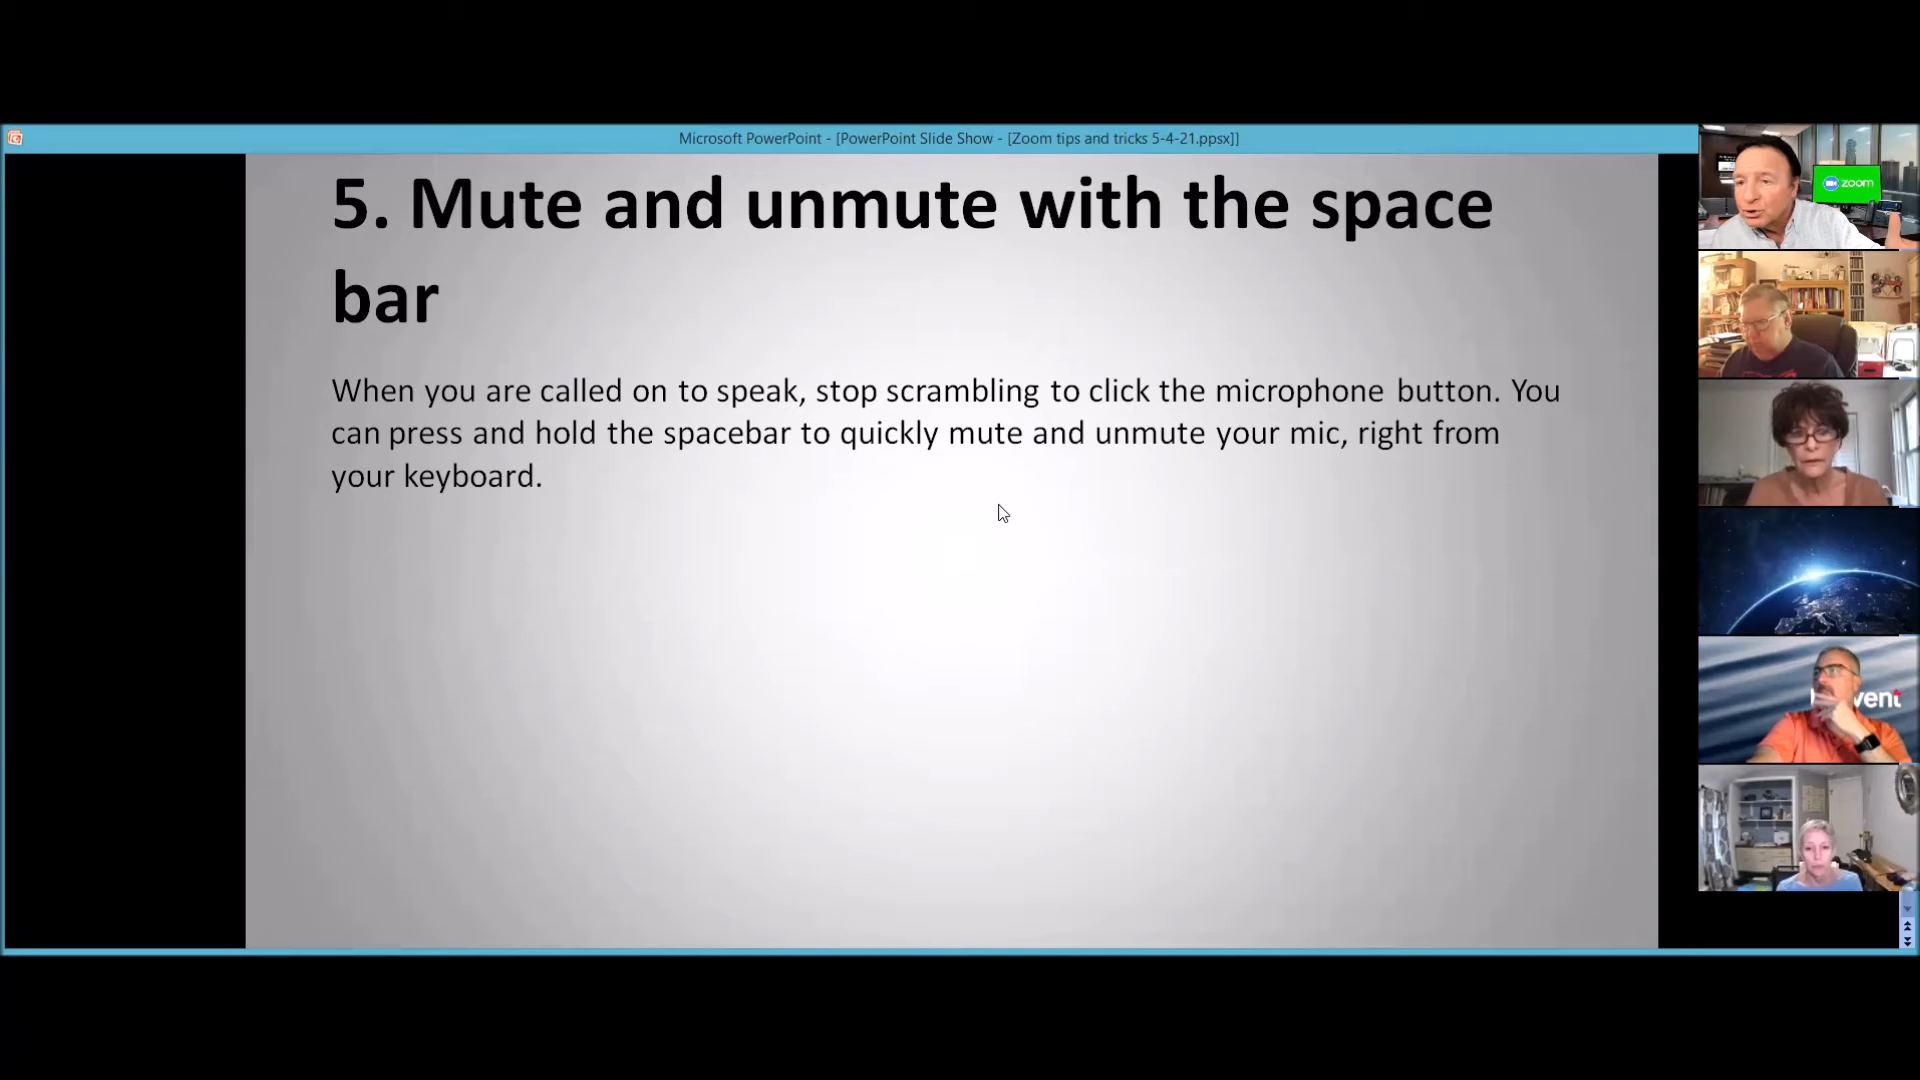 Microsoft PowerPoint - [PowerPoint Slide Show - [Zoom tips and tricks 5-4-21.ppsx]]
5. Mute and unmute with the space
bar
When you are called on to speak, stop scrambling to click the microphone button. You
can press and hold the spacebar to quickly mute and unmute your mic, right from
your keyboard.
zoom